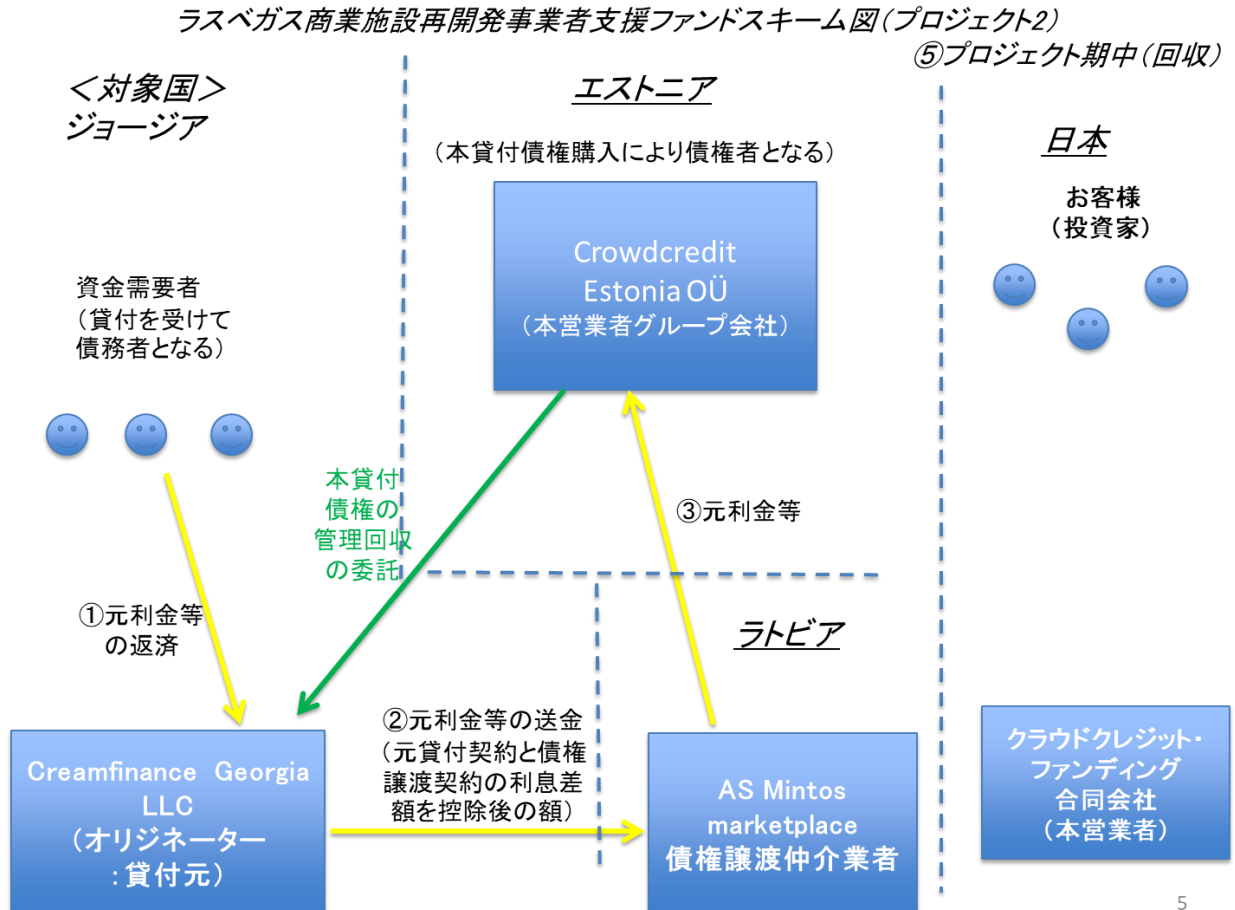 ラスベガス商業施設再開発事業者支援ファンドスキーム図(プロジェクト2)
⑤プロジェクト期中(回収)
＜対象国＞
ジョージア
エストニア
日本
(本貸付債権購入により債権者となる)
お客様
(投資家)
Crowdcredit
Estonia OÜ
(本営業者グループ会社)
資金需要者
(貸付を受けて
債務者となる)
本貸付
債権の
管理回収
の委託
③元利金等
①元利金等
の返済
ラトビア
②元利金等の送金
(元貸付契約と債権
譲渡契約の利息差
額を控除後の額)
Creamfinance Georgia
LLC
(オリジネーター
:貸付元)
AS Mintos
marketplace
債権譲渡仲介業者
クラウドクレジット・
ファンディング
合同会社
(本営業者)
5